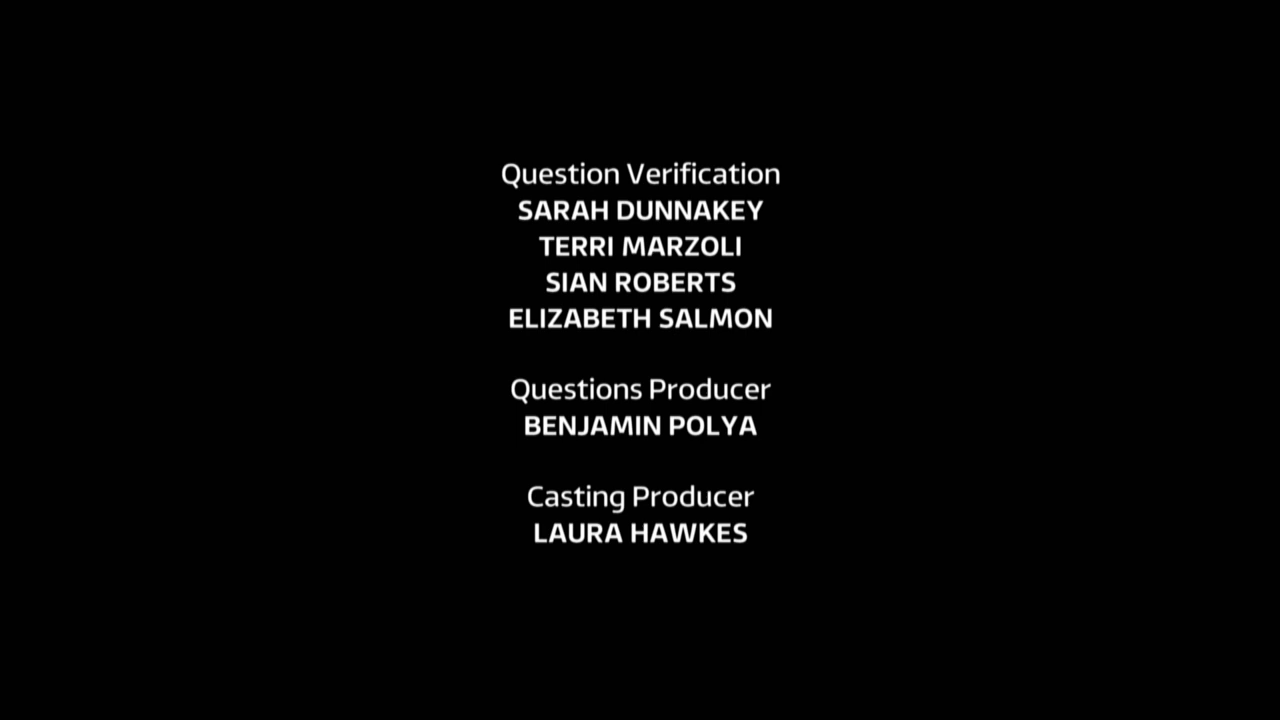 Question Verification
SARAH DUNNAKEY
TERRI MARZOLI
SIAN ROBERTS
ELIZABETH SALMON
Questions Producer
BENJAMIN POLYA
Casting Producer
LAURA HAWKES